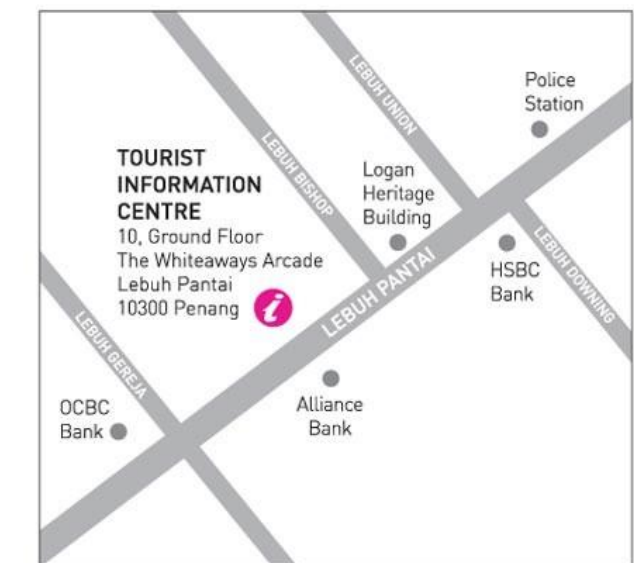 LEBUH UNION
Police
Station
LEBUH BISHOP
TOURIST
INFORMATION
CENTRE
10, Ground Floor
The Whiteaways Arcade
Lebuh Pantai
10300 Penang
i
Logan
Heritage
Building
LEBUH PANTAI
HSBC
Bank
LEBUH DOWNING
LEBUH GEREJA
OCBC
Bank
Alliance
Bank